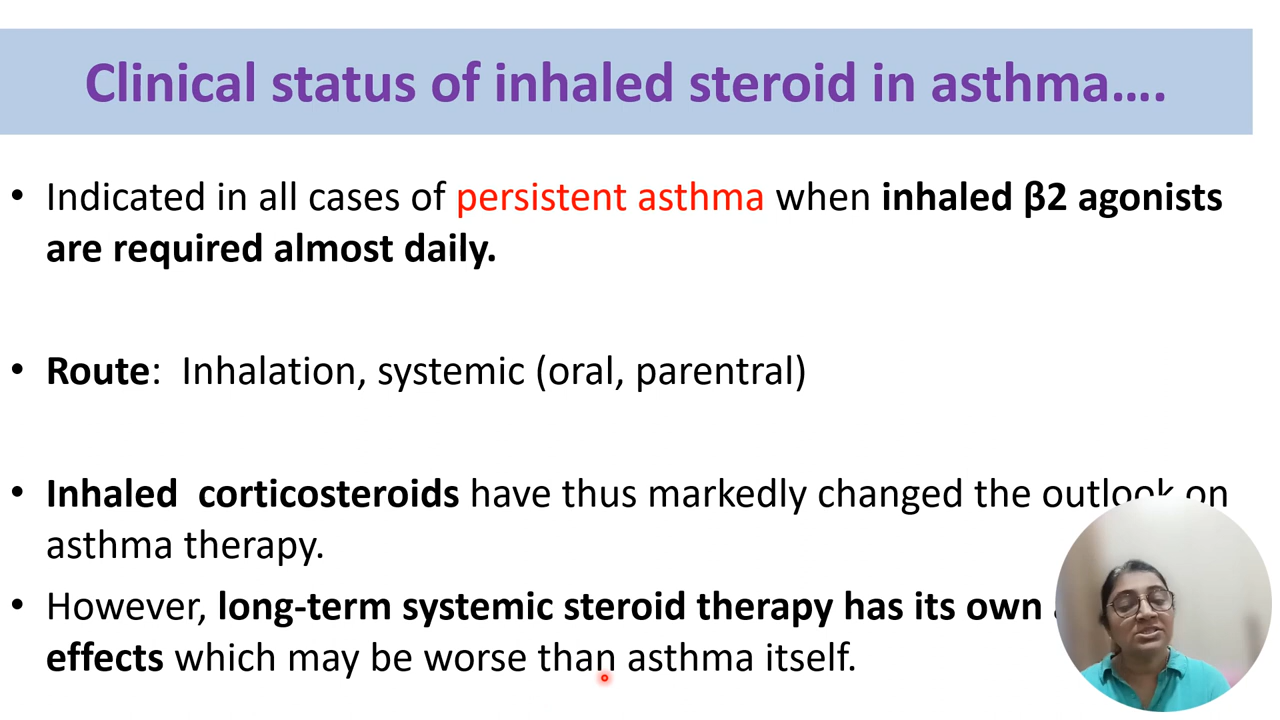 Clinical status of inhaled steroid in asthma….
• Indicated in all cases of persistent asthma when inhaled β2 agonists
are required almost daily.
• Route: Inhalation, systemic (oral, parentral)
• Inhaled corticosteroids have thus markedly changed the outlook on
asthma therapy.
• However, long-term systemic steroid therapy has its own
effects which may be worse than asthma itself.